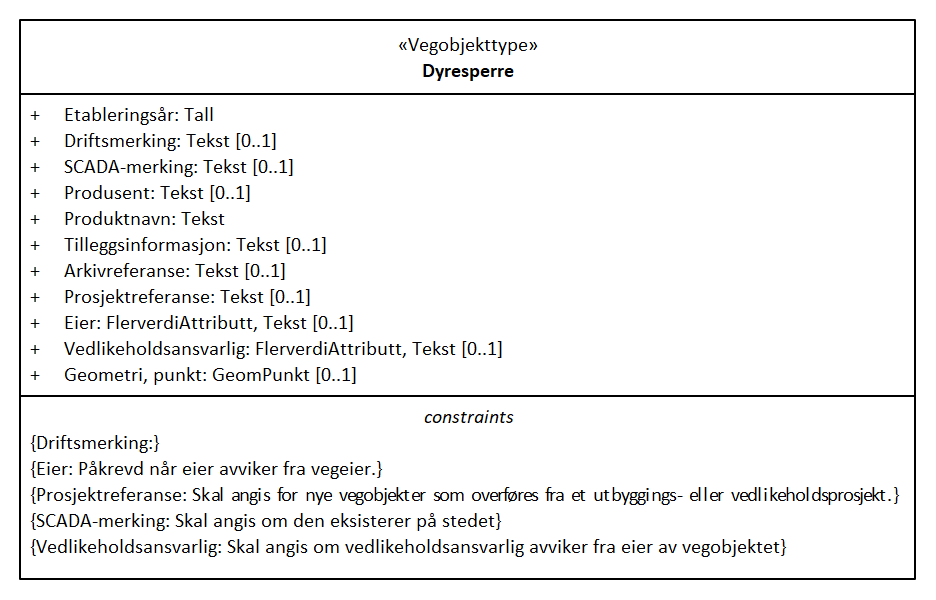 «Vegobjekttype»
Dyresperre
+ Etableringsår: Tall
+ Driftsmerking: Tekst [0..1]
+ SCADA-merking: Tekst [0..1]
+ Produsent: Tekst [0..1]
+ Produktnavn: Tekst
+ Tilleggsinformasjon: Tekst [0..1]
+ Arkivreferanse: Tekst [0..1]
+ Prosjektreferanse: Tekst [0..1]
+ Eier: FlerverdiAttributt, Tekst [0..1]
+ Vedlikeholdsansvarlig: FlerverdiAttributt, Tekst [0..1]
+ Geometri, punkt: GeomPunkt [0..1]
constraints
{Driftsmerking:}
{Eier: Påkrevd når eier avviker fra vegeier.}
{Prosjektreferanse: Skal angis for nye vegobjekter som overføres fra et utbyggings- eller vedlikeholdsprosjekt.}
{SCADA-merking: Skal angis om den eksisterer på stedet}
{Vedlikeholdsansvarlig: Skal angis om vedlikeholdsansvarlig avviker fra eier av vegobjektet}